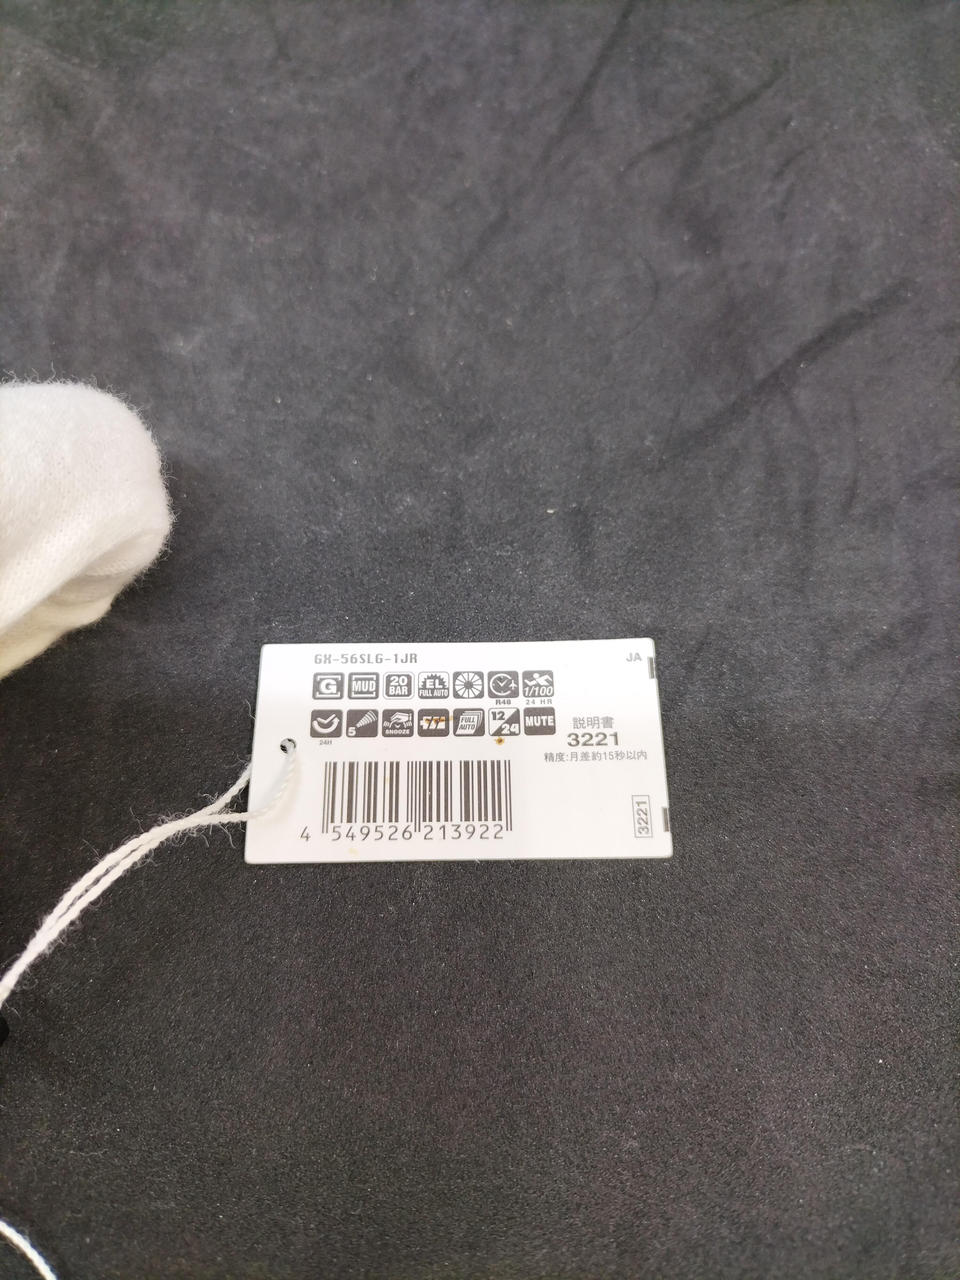 GX-56SLG-1JR
JA
G MUD 20 BAR EL FULL AUTO R48 1/100 24 HR
24H 5 SNOOZE FULL AUTO 12/24 MUTE
説明書
3221
精度:月差約15秒以内
3221
4 549526 213922